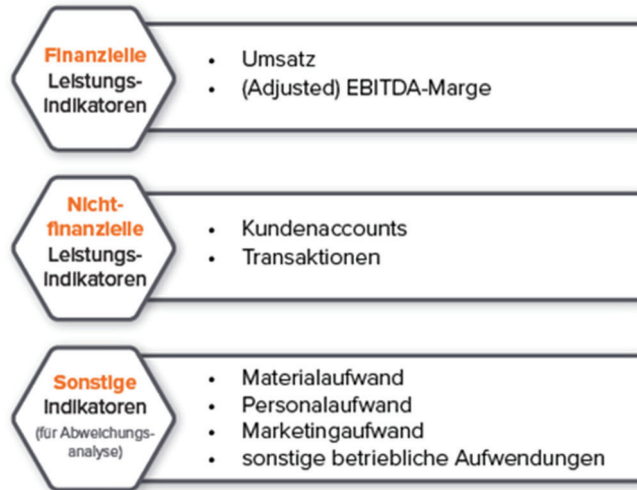 Finanzielle
Leistungs-
Indikatoren
• Umsatz
• (Adjusted) EBITDA-Marge
Nicht-
finanzielle
Leistungs-
Indikatoren
• Kundenaccounts
• Transaktionen
Sonstige
Indikatoren
(für Abweichungs-
analyse)
• Materialaufwand
• Personalaufwand
• Marketingaufwand
• sonstige betriebliche Aufwendungen